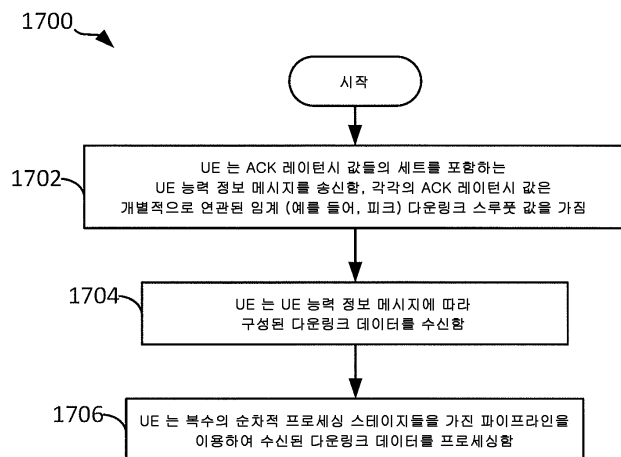 1700
시작
1702
UE 는 ACK 레이턴시 값들의 세트를 포함하는
UE 능력 정보 메시지를 송신함, 각각의 ACK 레이턴시 값은
개별적으로 연관된 임계 (예를 들어, 피크) 다운링크 스루풋 값을 가짐
1704
UE 는 UE 능력 정보 메시지에 따라
구성된 다운링크 데이터를 수신함
1706
UE 는 복수의 순차적 프로세싱 스테이지들을 가진 파이프라인을
이용하여 수신된 다운링크 데이터를 프로세싱함